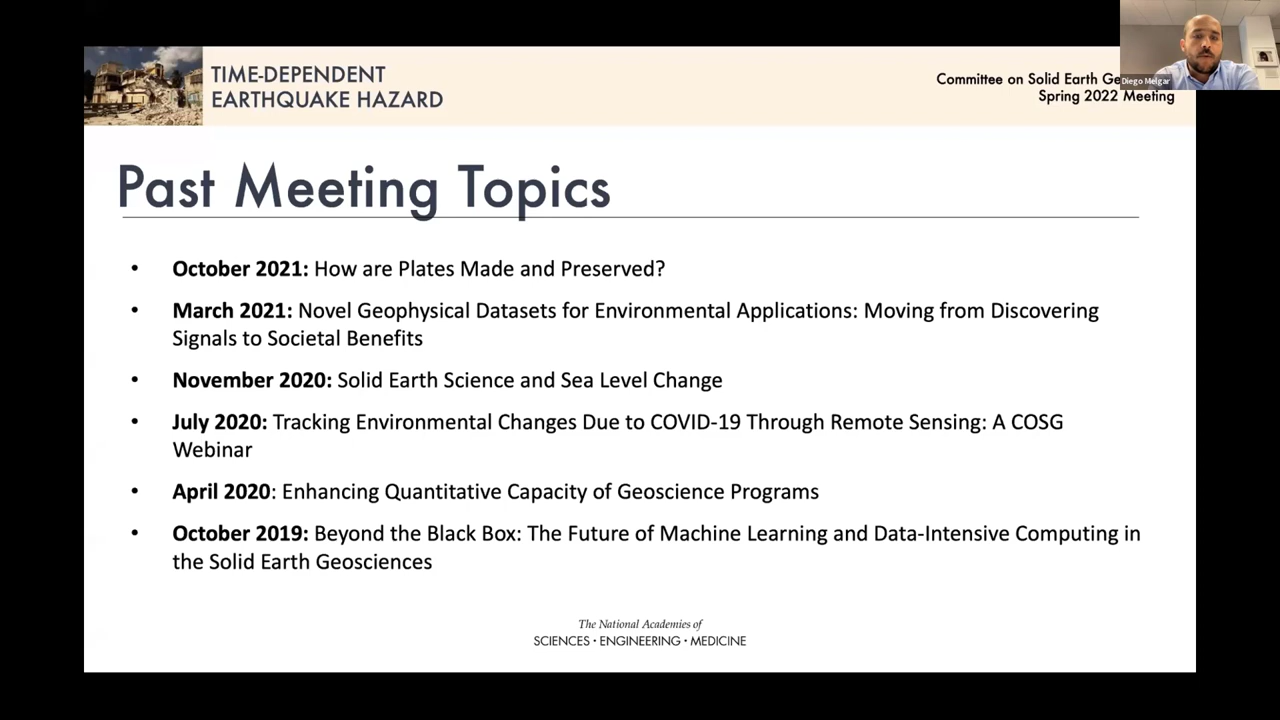 TIME-DEPENDENT
EARTHQUAKE HAZARD
Committee on Solid Earth
Spring 2022 Meeting
Diego Melgar
Past Meeting Topics
• October 2021: How are Plates Made and Preserved?
• March 2021: Novel Geophysical Datasets for Environmental Applications: Moving from Discovering
Signals to Societal Benefits
• November 2020: Solid Earth Science and Sea Level Change
• July 2020: Tracking Environmental Changes Due to COVID-19 Through Remote Sensing: A COSG
Webinar
• April 2020: Enhancing Quantitative Capacity of Geoscience Programs
• October 2019: Beyond the Black Box: The Future of Machine Learning and Data-Intensive Computing in
the Solid Earth Geosciences
The National Academies of
SCIENCES · ENGINEERING · MEDICINE